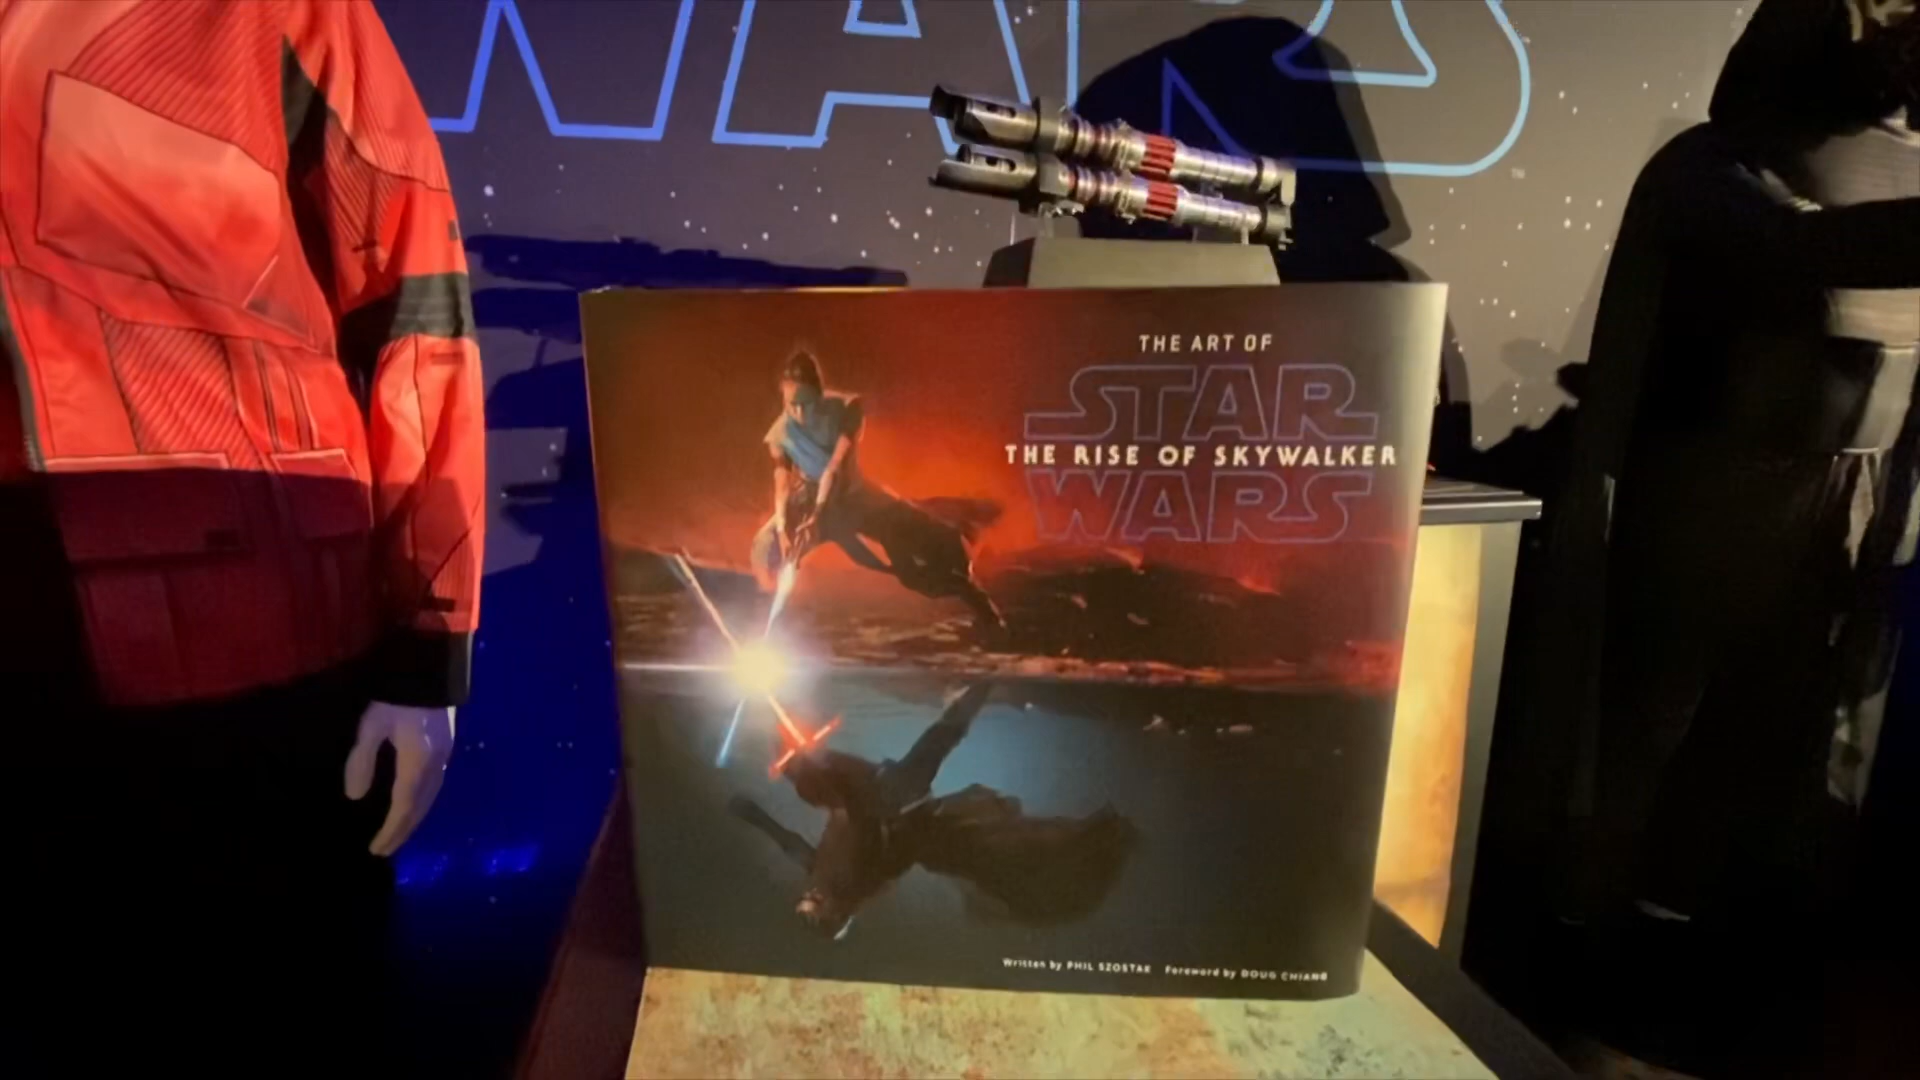 WARS
THE ART OF
STAR
THE RISE OF SKYWALKER
WARS
Written by PHIL SZOSTAK Foreword by DOUG CHIANG